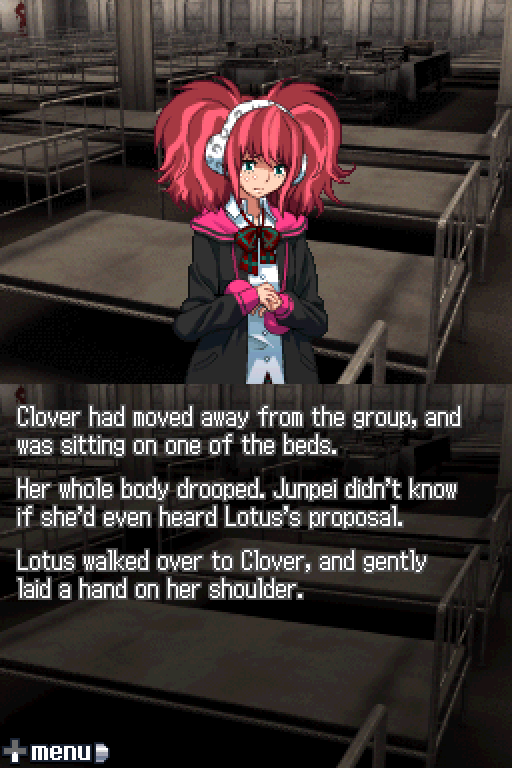 Clover had moved away from the group, and
was sitting on one of the beds.
Her whole body drooped. Junpei didn't know
if she'd even heard Lotus's proposal.
Lotus walked over to Clover, and gently
laid a hand on her shoulder.
menu